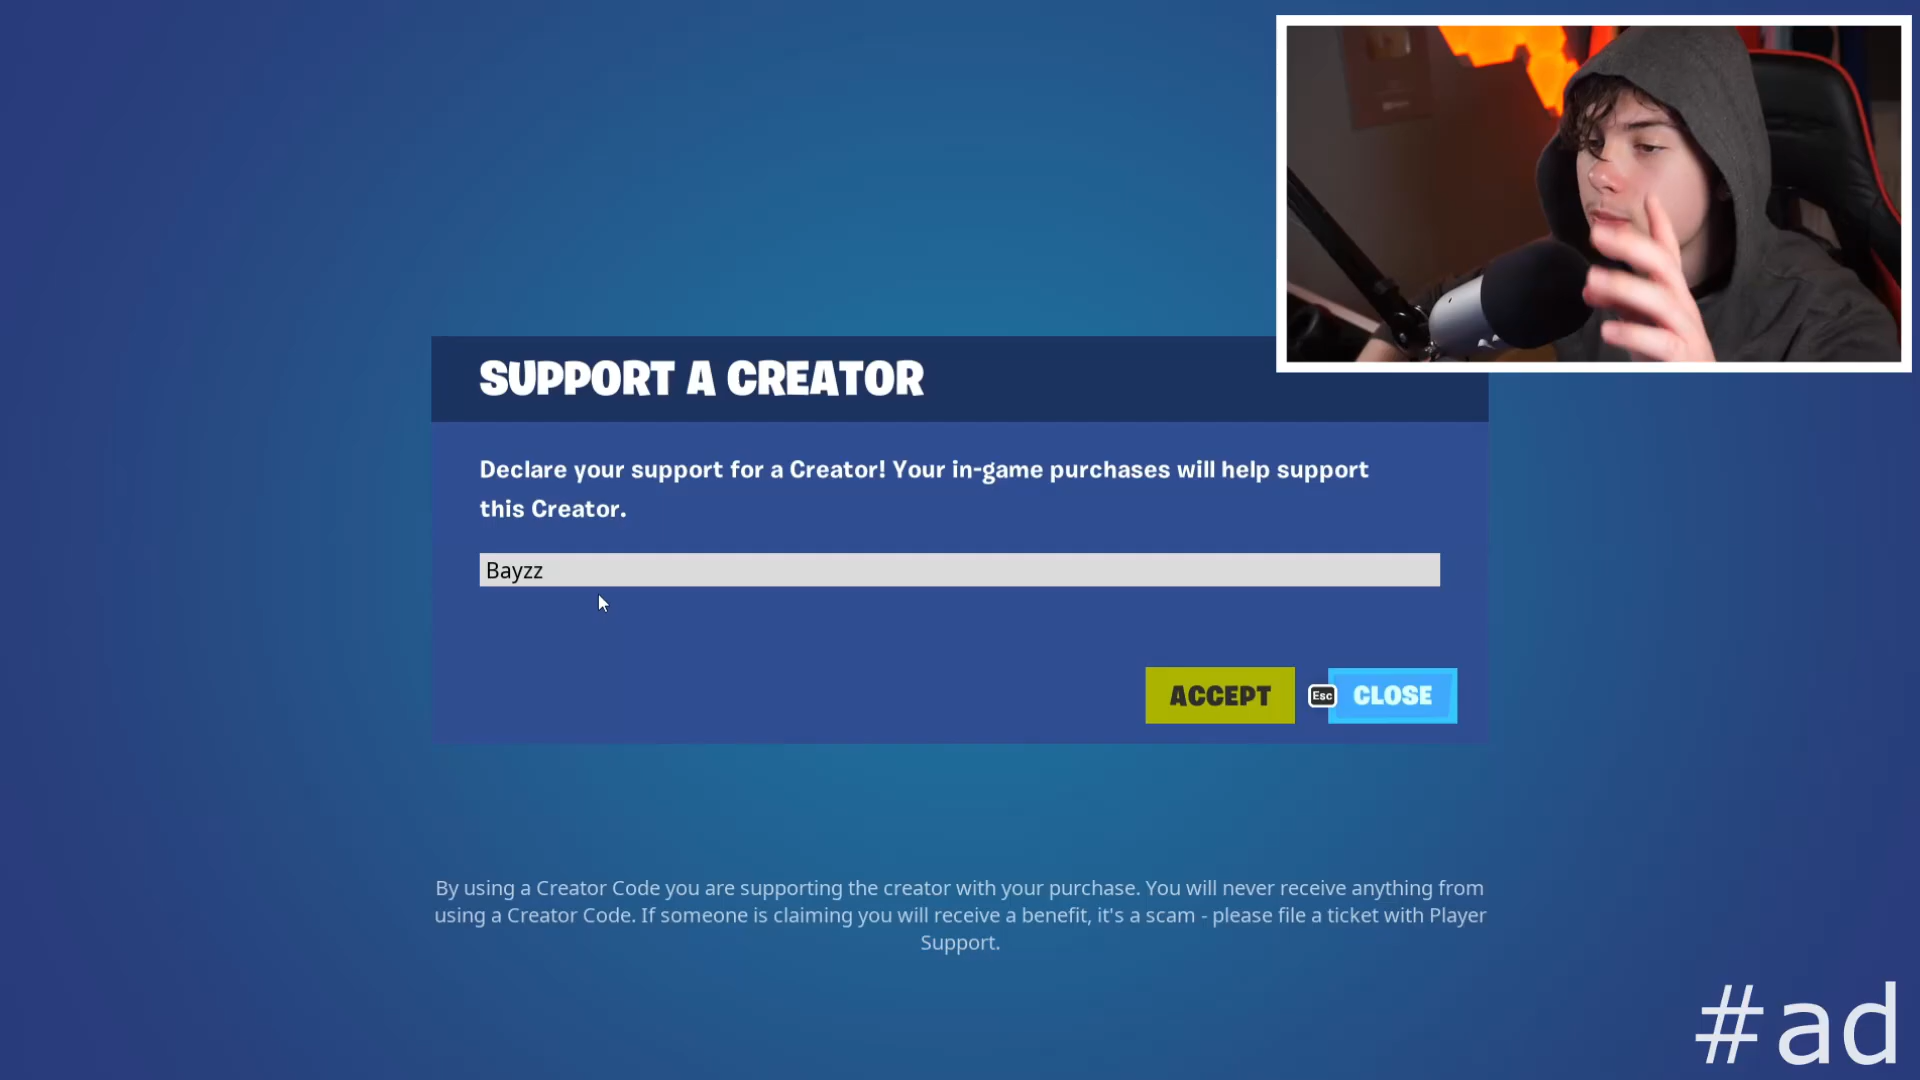 SUPPORT A CREATOR
Declare your support for a Creator! Your in-game purchases will help support
this Creator.
Bayzz
ACCEPT
Esc
CLOSE
By using a Creator Code you are supporting the creator with your purchase. You will never receive anything from
using a Creator Code. If someone is claiming you will receive a benefit, it's a scam - please file a ticket with Player
Support.
#ad